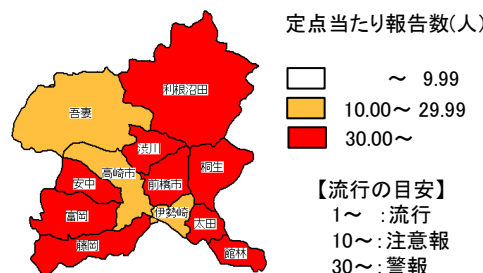 定点当たり報告数(人)
～ 9.99
10.00～ 29.99
30.00～
利根沼田
吾妻
渋川
桐生
高崎市
前橋市
安中
伊勢崎
富岡
太田
藤岡
館林
【流行の目安】
1～ :流行
10～:注意報
30～:警報